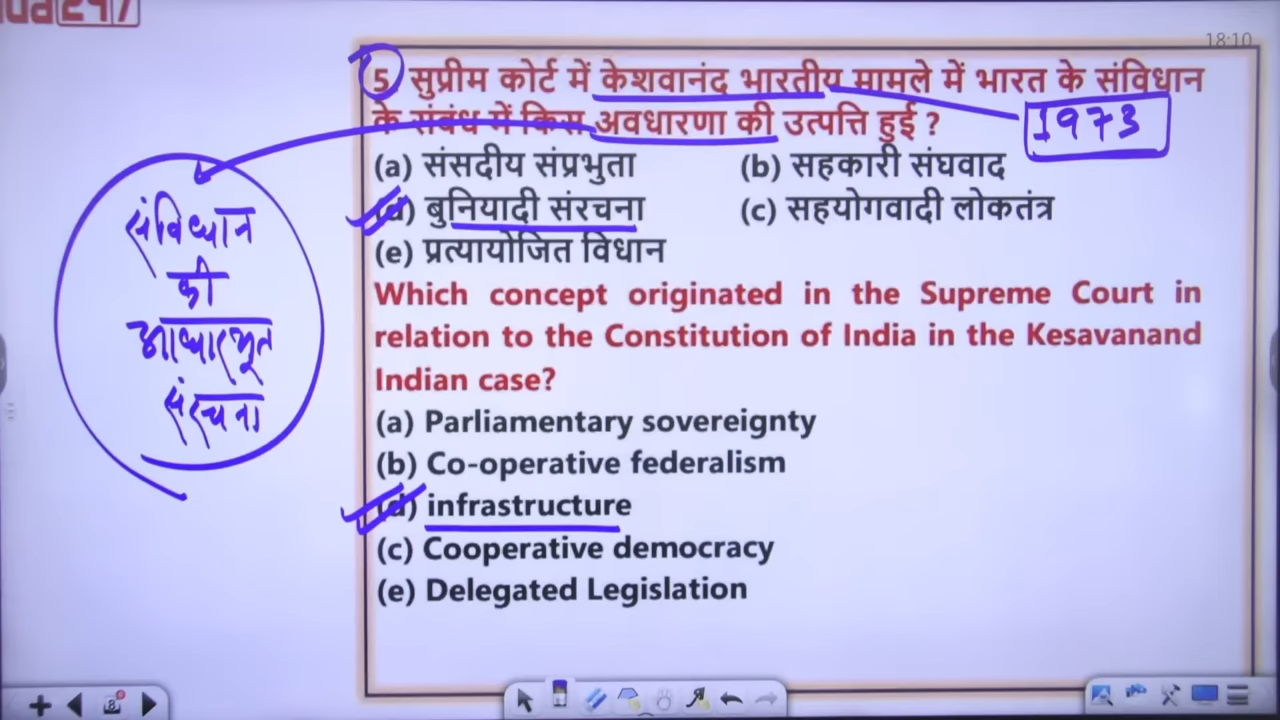 18:10
5 सुप्रीम कोर्ट में केशवानंद भारतीय मामले में भारत के संविधान
के संबंध में किस अवधारणा की उत्पत्ति हुई ?
1973
(a) संसदीय संप्रभुता (b) सहकारी संघवाद
(d) बुनियादी संरचना (c) सहयोगवादी लोकतंत्र
(e) प्रत्यायोजित विधान
संविधान
की
आधारभूत
संरचना
Which concept originated in the Supreme Court in
relation to the Constitution of India in the Kesavanand
Indian case?
(a) Parliamentary sovereignty
(b) Co-operative federalism
(d) infrastructure
(c) Cooperative democracy
(e) Delegated Legislation
8